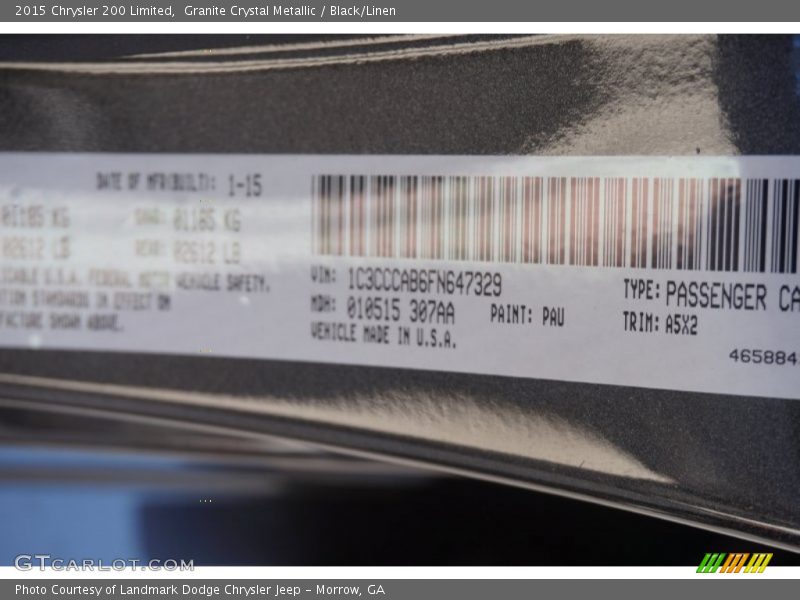 2015 Chrysler 200 Limited,  Granite Crystal Metallic / Black/Linen
DATE OF MFR(BUILT): 1-15
01185 KG 01185 KG
02612 LB 02612 LB
U.S.A. FEDERAL MOTOR VEHICLE SAFETY.
STANDARDS IN EFFECT ON
SHOWN ABOVE.
VIN: 1C3CCCAB6FN647329
MDH: 010515 307AA
PAINT: PAU
VEHICLE MADE IN U.S.A.
TYPE: PASSENGER CA
TRIM: A5X2
465884
GTCARLOT.COM
Photo Courtesy of Landmark Dodge Chrysler Jeep – Morrow, GA